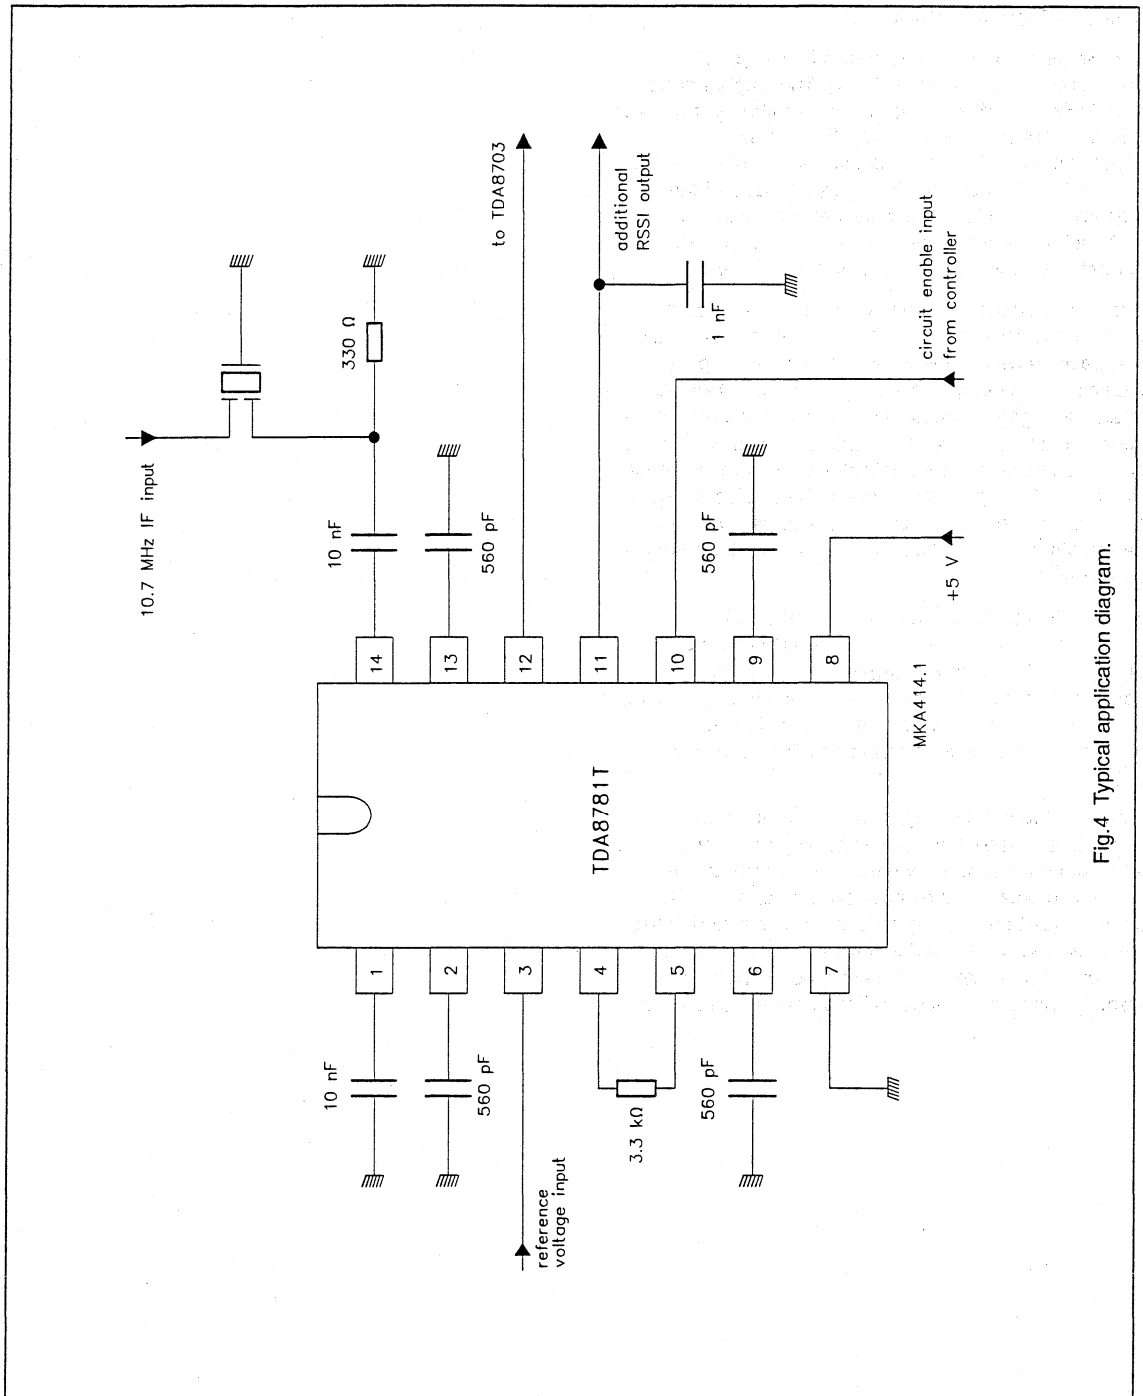 10.7 MHz IF input
330 Ω
10 nF
560 pF
to TDA8703
additional
RSSI output
1 nF
circuit enable input
from controller
560 pF
+5 V
14
13
12
11
10
9
8
TDA8781T
MKA414.1
1
2
3
4
5
6
7
10 nF
560 pF
reference
voltage input
3.3 kΩ
560 pF
Fig.4 Typical application diagram.